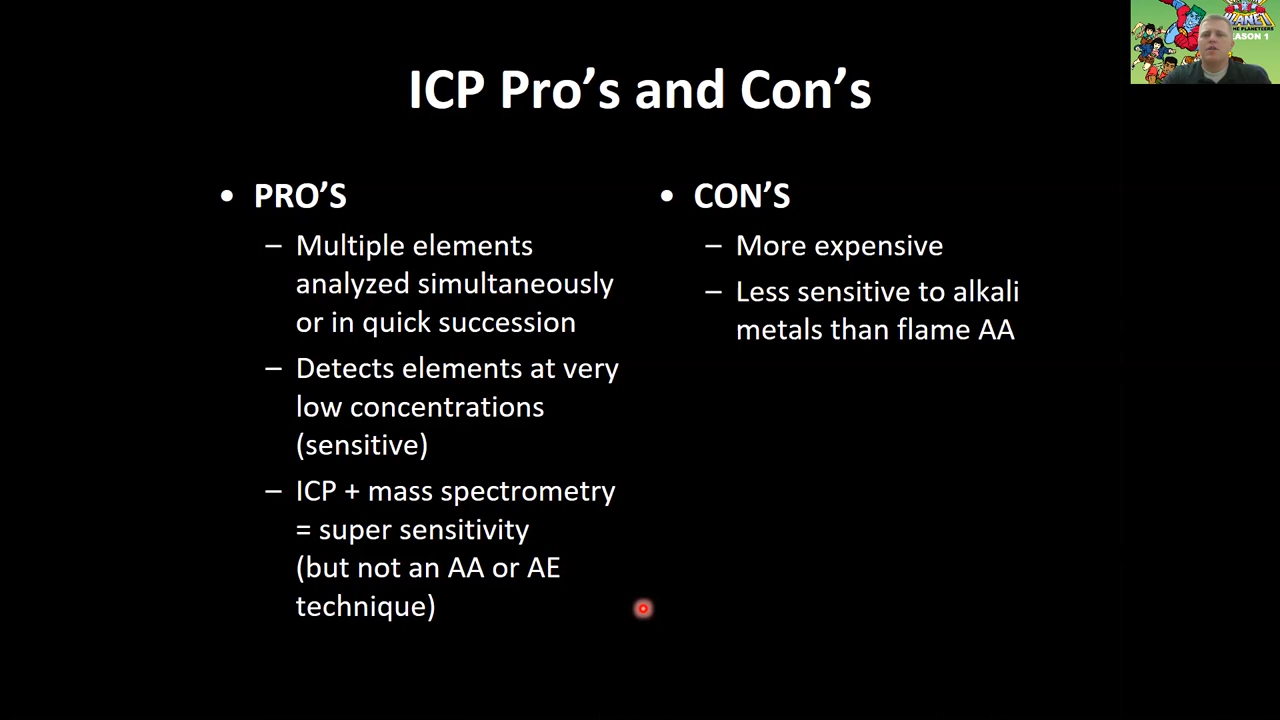 ICP Pro’s and Con’s
• PRO’S
– Multiple elements
analyzed simultaneously
or in quick succession
– Detects elements at very
low concentrations
(sensitive)
– ICP + mass spectrometry
= super sensitivity
(but not an AA or AE
technique)
• CON’S
– More expensive
– Less sensitive to alkali
metals than flame AA
PLANET